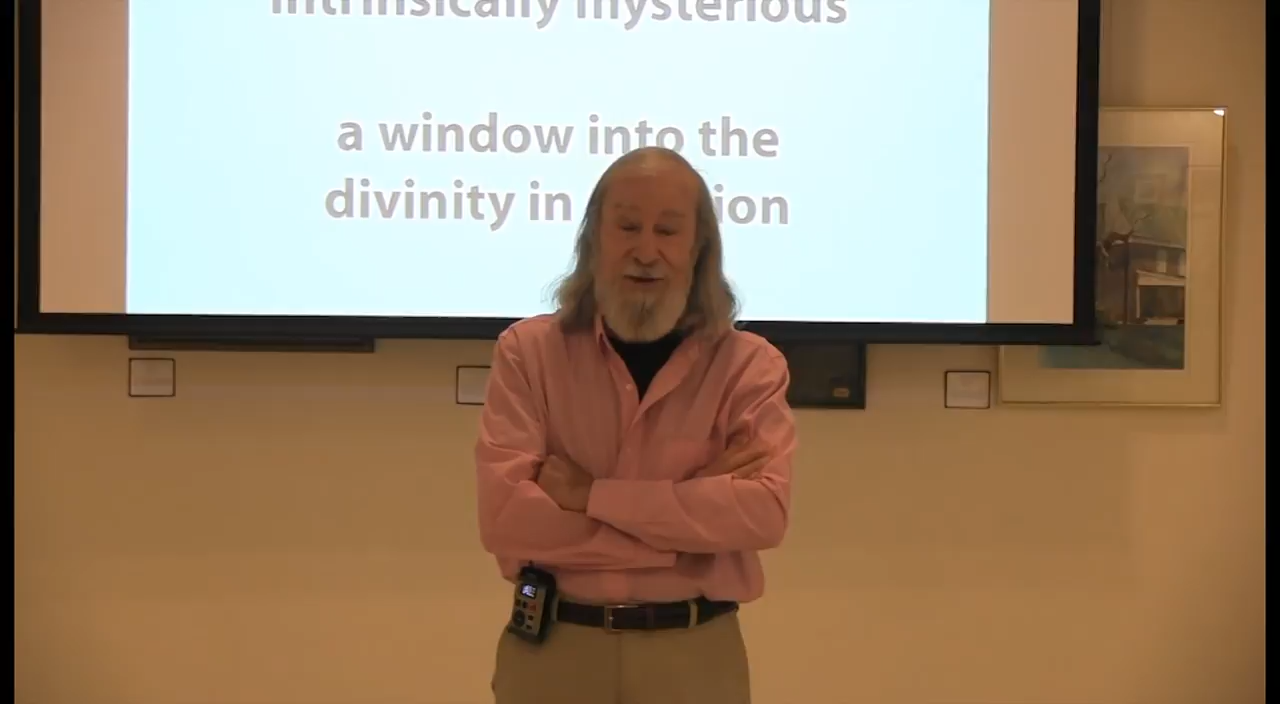 intrinsically mysterious
a window into the
divinity in